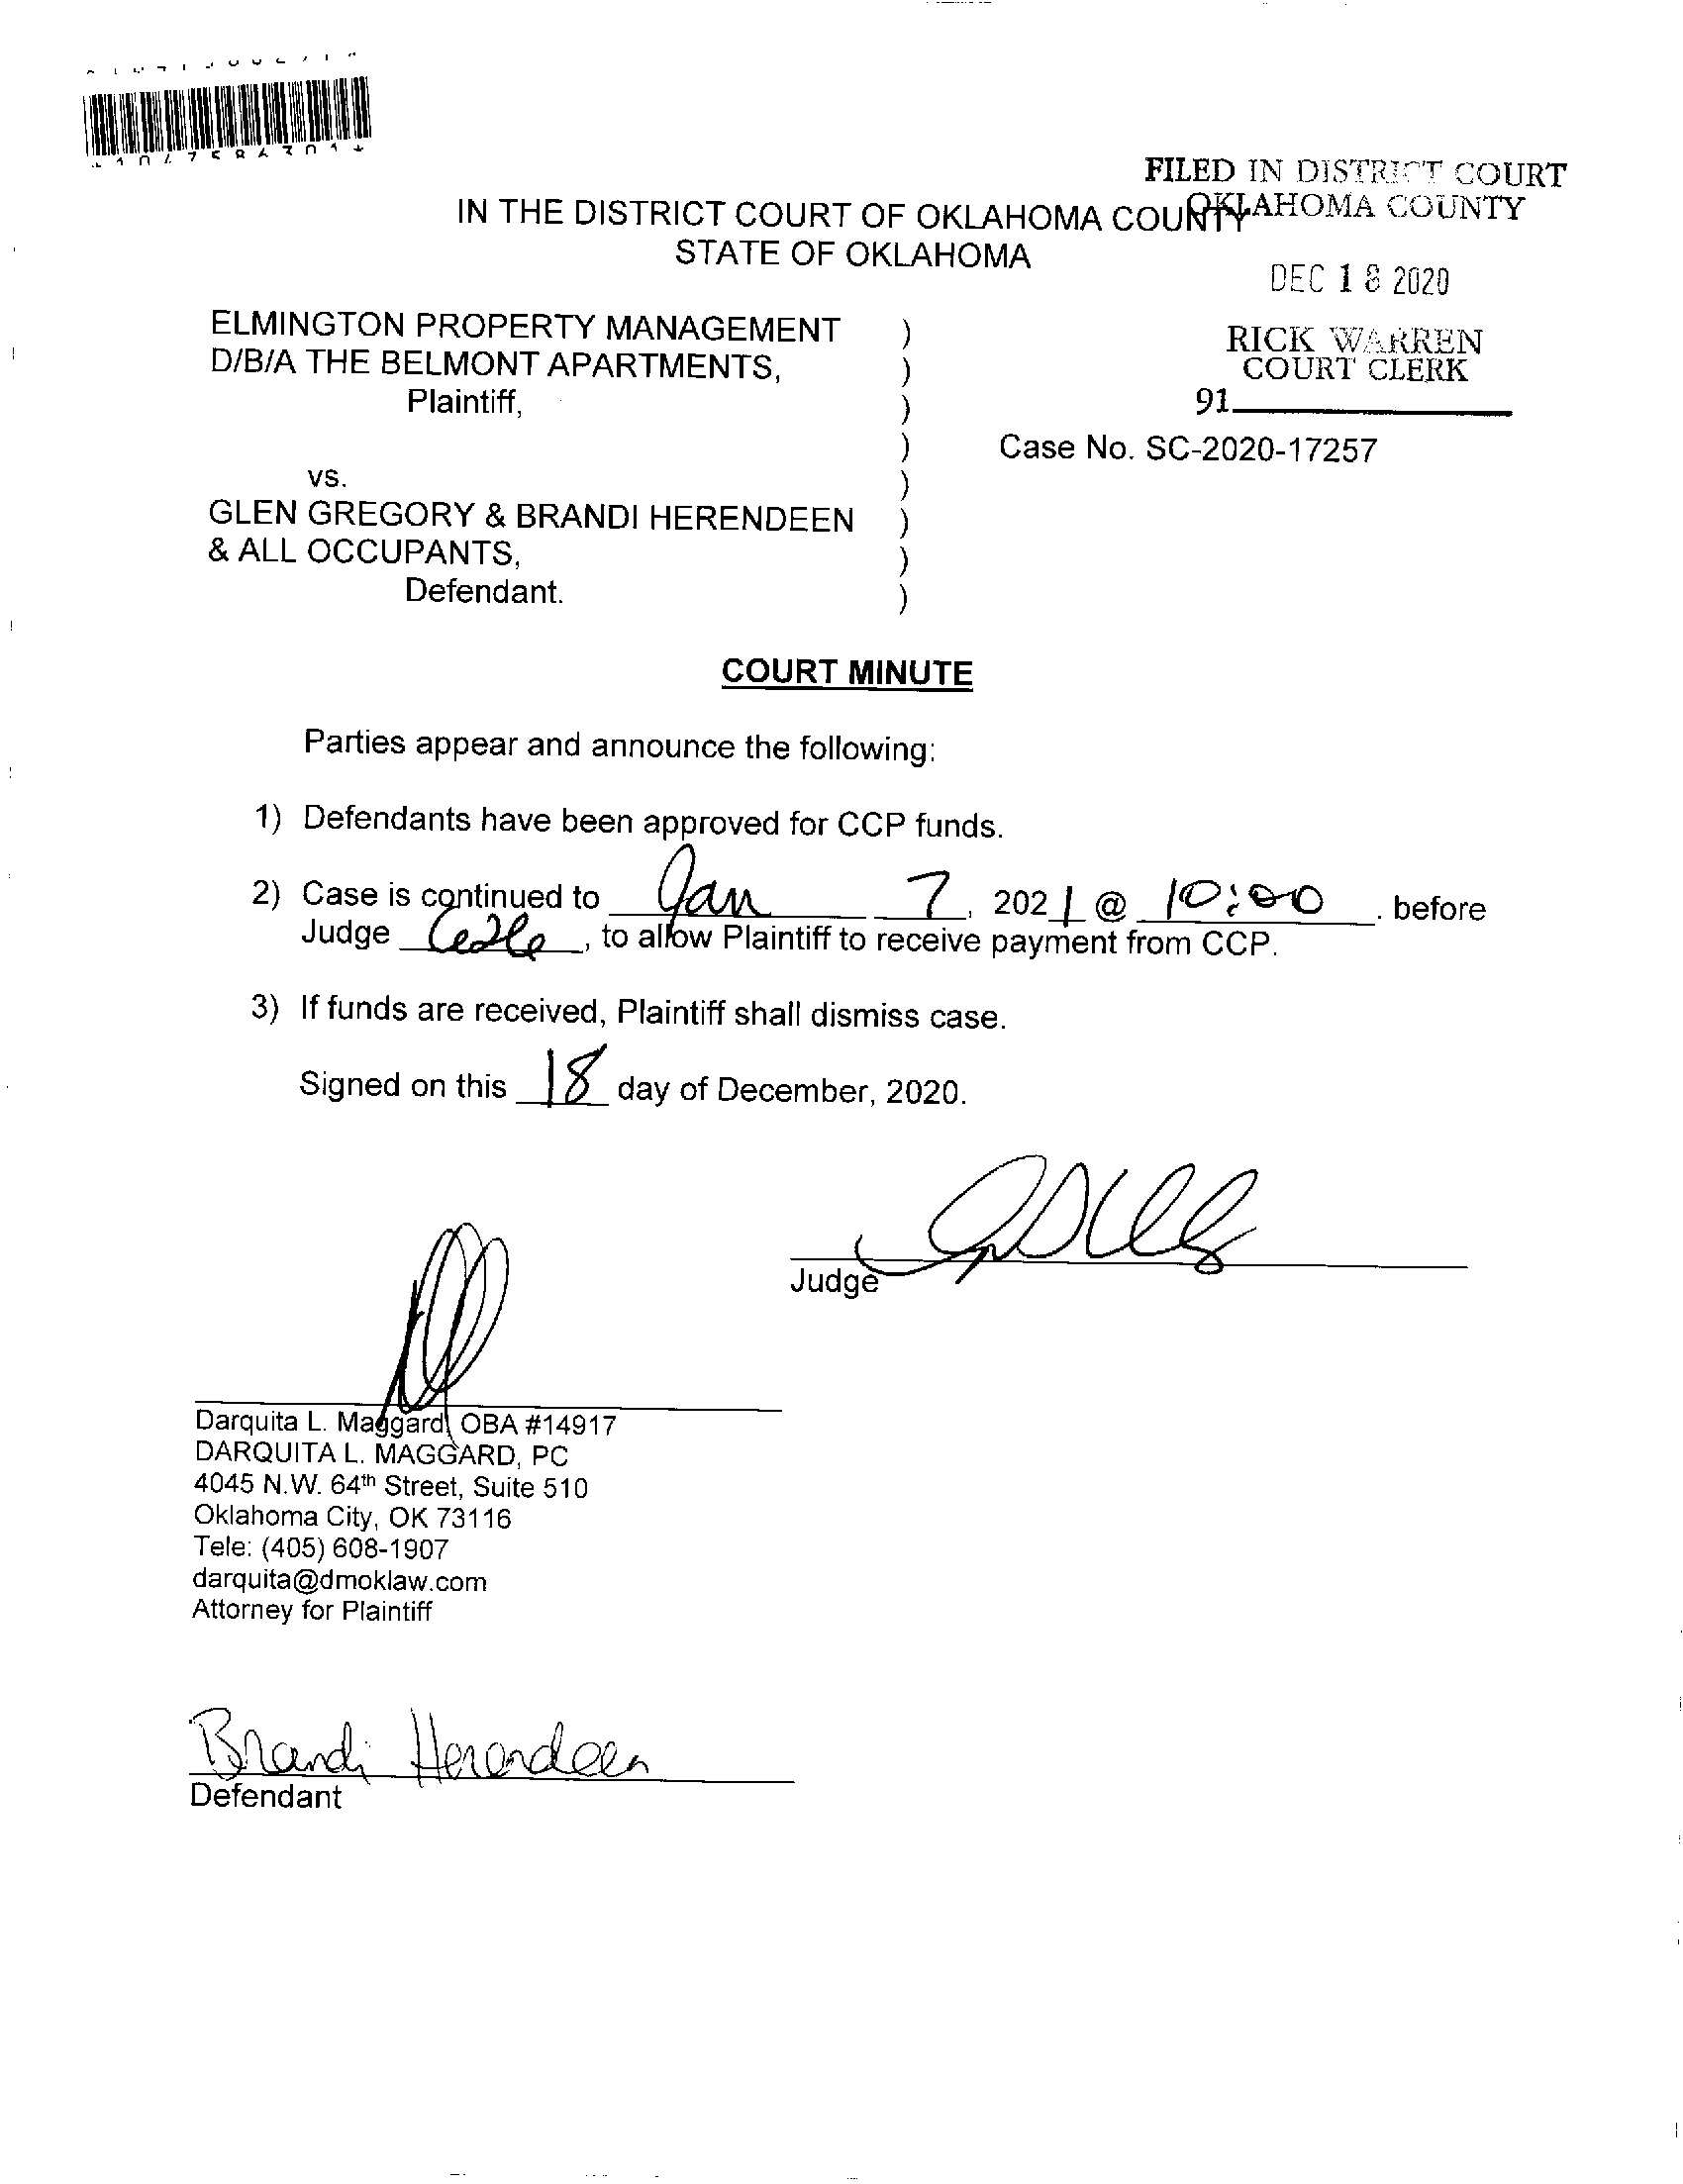 FILED IN DISTRICT COURT
OKLAHOMA COUNTY
IN THE DISTRICT COURT OF OKLAHOMA COUNTY
STATE OF OKLAHOMA
DEC 18 2020
RICK WARREN
COURT CLERK
91
ELMINGTON PROPERTY MANAGEMENT )
D/B/A THE BELMONT APARTMENTS, )
Plaintiff, )
) Case No. SC-2020-17257
vs. )
GLEN GREGORY & BRANDI HERENDEEN )
& ALL OCCUPANTS, )
Defendant. )
COURT MINUTE
Parties appear and announce the following:
1) Defendants have been approved for CCP funds.
2) Case is continued to Jan 7, 2021 @ 10:00. before
Judge , to allow Plaintiff to receive payment from CCP.
3) If funds are received, Plaintiff shall dismiss case.
Signed on this 18 day of December, 2020.
Judge
Darquita L. Maggard OBA #14917
DARQUITA L. MAGGARD, PC
4045 N.W. 64th Street, Suite 510
Oklahoma City, OK 73116
Tele: (405) 608-1907
darquita@dmoklaw.com
Attorney for Plaintiff
Brandi Herendeen
Defendant